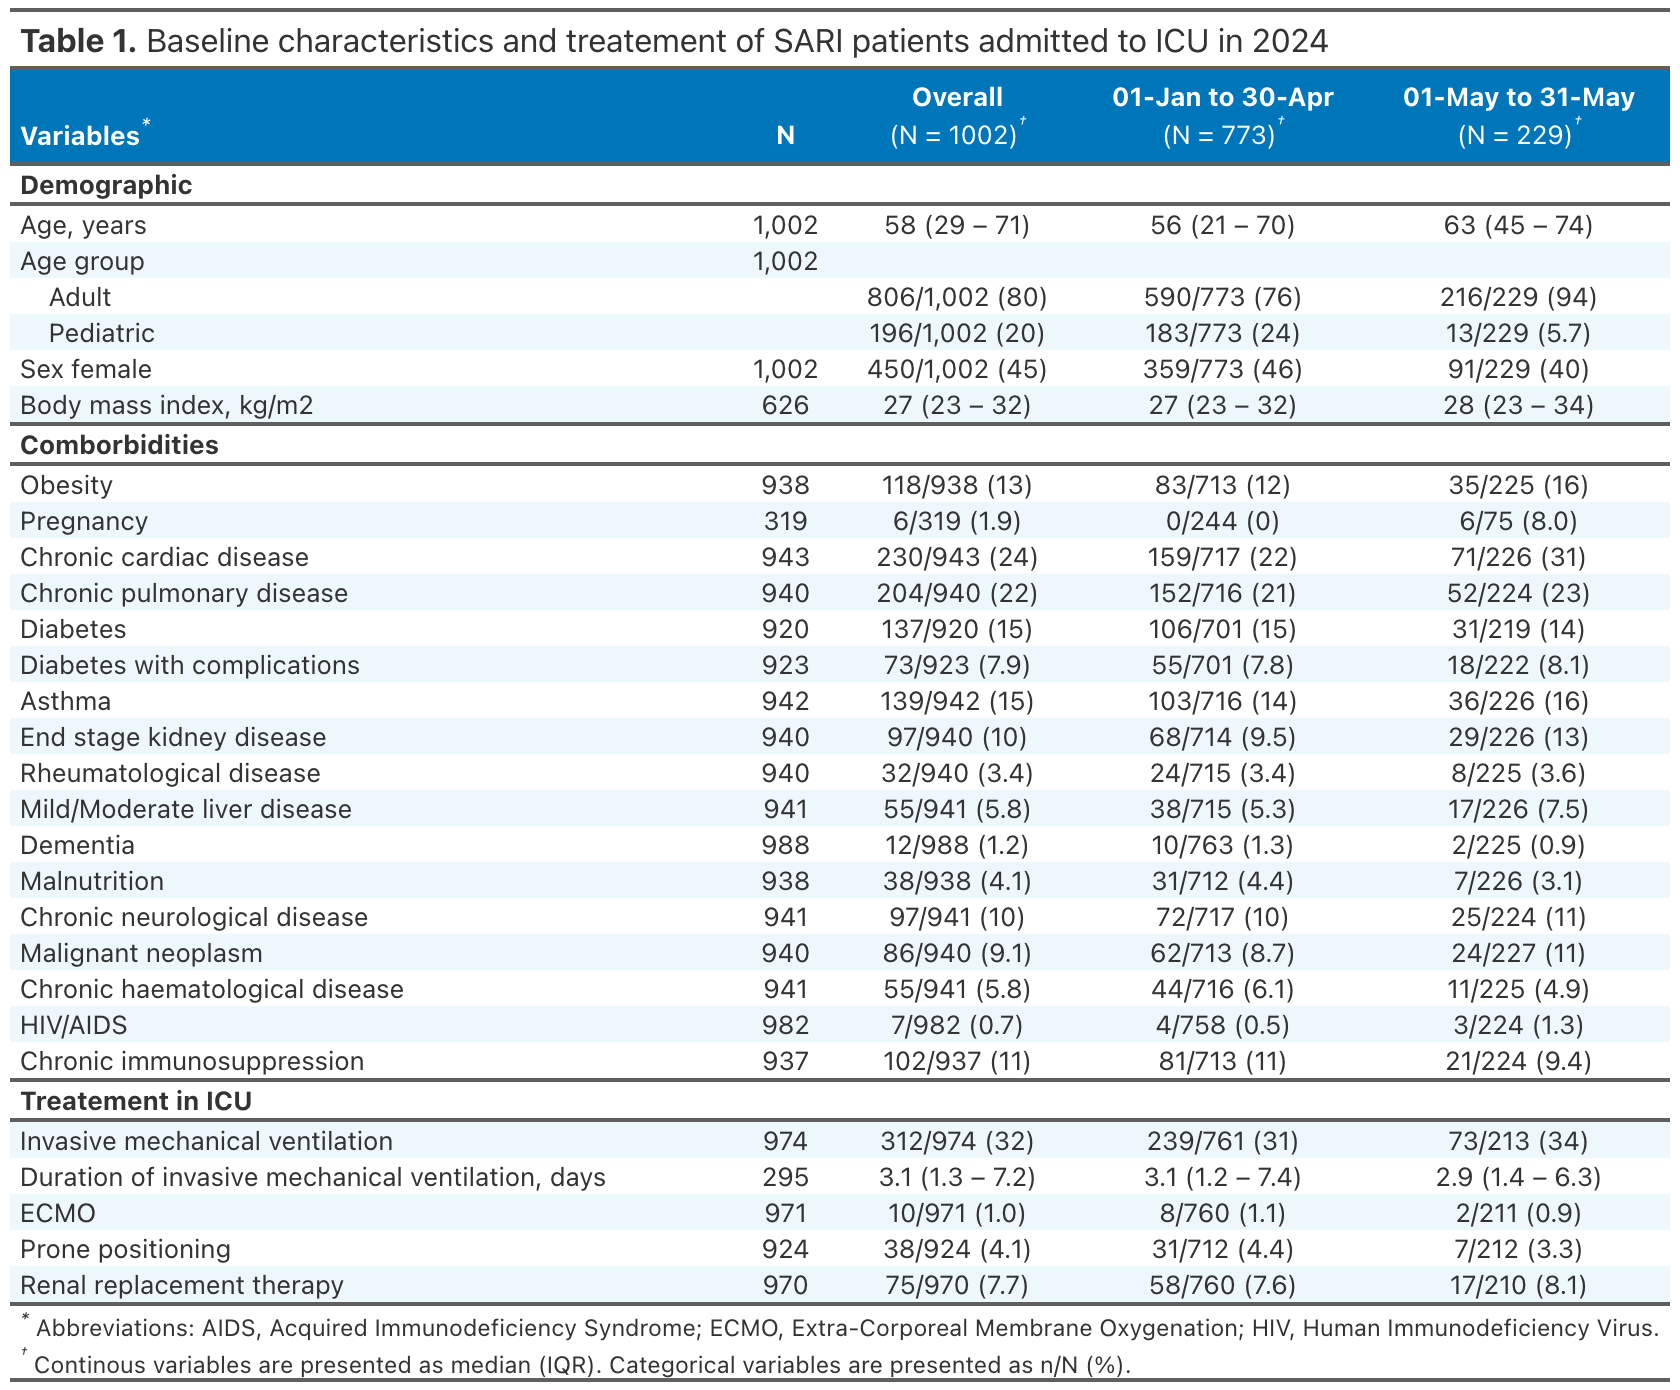 Table 1. Baseline characteristics and treatement of SARI patients admitted to ICU in 2024
Overall 01-Jan to 30-Apr 01-May to 31-May
Variables* N (N = 1002)† (N = 773)† (N = 229)†
Demographic
Age, years 1,002 58 (29 – 71) 56 (21 – 70) 63 (45 – 74)
Age group 1,002
Adult 806/1,002 (80) 590/773 (76) 216/229 (94)
Pediatric 196/1,002 (20) 183/773 (24) 13/229 (5.7)
Sex female 1,002 450/1,002 (45) 359/773 (46) 91/229 (40)
Body mass index, kg/m2 626 27 (23 – 32) 27 (23 – 32) 28 (23 – 34)
Comborbidities
Obesity 938 118/938 (13) 83/713 (12) 35/225 (16)
Pregnancy 319 6/319 (1.9) 0/244 (0) 6/75 (8.0)
Chronic cardiac disease 943 230/943 (24) 159/717 (22) 71/226 (31)
Chronic pulmonary disease 940 204/940 (22) 152/716 (21) 52/224 (23)
Diabetes 920 137/920 (15) 106/701 (15) 31/219 (14)
Diabetes with complications 923 73/923 (7.9) 55/701 (7.8) 18/222 (8.1)
Asthma 942 139/942 (15) 103/716 (14) 36/226 (16)
End stage kidney disease 940 97/940 (10) 68/714 (9.5) 29/226 (13)
Rheumatological disease 940 32/940 (3.4) 24/715 (3.4) 8/225 (3.6)
Mild/Moderate liver disease 941 55/941 (5.8) 38/715 (5.3) 17/226 (7.5)
Dementia 988 12/988 (1.2) 10/763 (1.3) 2/225 (0.9)
Malnutrition 938 38/938 (4.1) 31/712 (4.4) 7/226 (3.1)
Chronic neurological disease 941 97/941 (10) 72/717 (10) 25/224 (11)
Malignant neoplasm 940 86/940 (9.1) 62/713 (8.7) 24/227 (11)
Chronic haematological disease 941 55/941 (5.8) 44/716 (6.1) 11/225 (4.9)
HIV/AIDS 982 7/982 (0.7) 4/758 (0.5) 3/224 (1.3)
Chronic immunosuppression 937 102/937 (11) 81/713 (11) 21/224 (9.4)
Treatement in ICU
Invasive mechanical ventilation 974 312/974 (32) 239/761 (31) 73/213 (34)
Duration of invasive mechanical ventilation, days 295 3.1 (1.3 – 7.2) 3.1 (1.2 – 7.4) 2.9 (1.4 – 6.3)
ECMO 971 10/971 (1.0) 8/760 (1.1) 2/211 (0.9)
Prone positioning 924 38/924 (4.1) 31/712 (4.4) 7/212 (3.3)
Renal replacement therapy 970 75/970 (7.7) 58/760 (7.6) 17/210 (8.1)
* Abbreviations: AIDS, Acquired Immunodeficiency Syndrome; ECMO, Extra-Corporeal Membrane Oxygenation; HIV, Human Immunodeficiency Virus.
† Continous variables are presented as median (IQR). Categorical variables are presented as n/N (%).